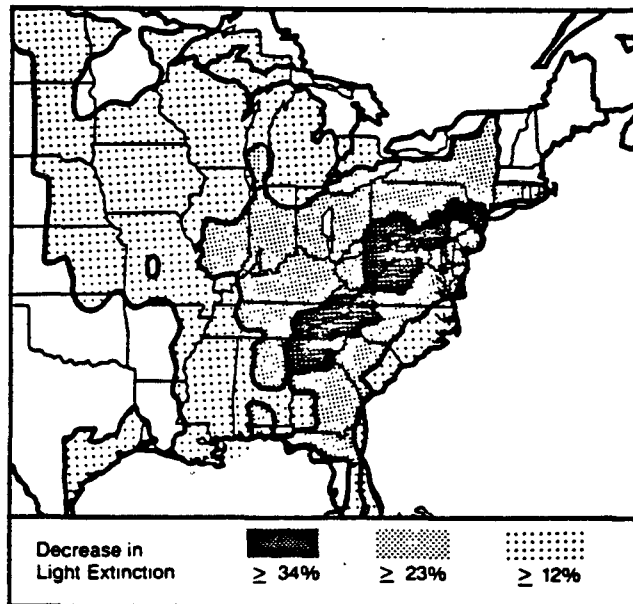 Decrease in
Light Extinction
≥ 34%
≥ 23%
≥ 12%